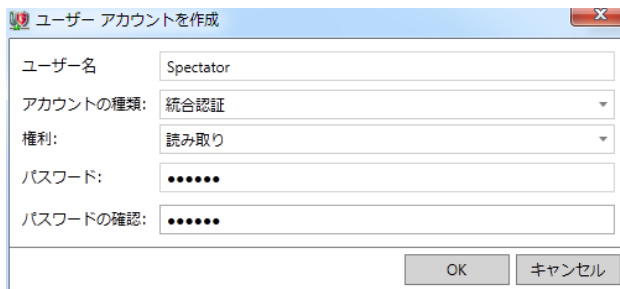 ユーザー アカウントを作成
ユーザー名 Spectator
アカウントの種類: 統合認証
権利: 読み取り
パスワード: ••••••
パスワードの確認: ••••••
OK キャンセル